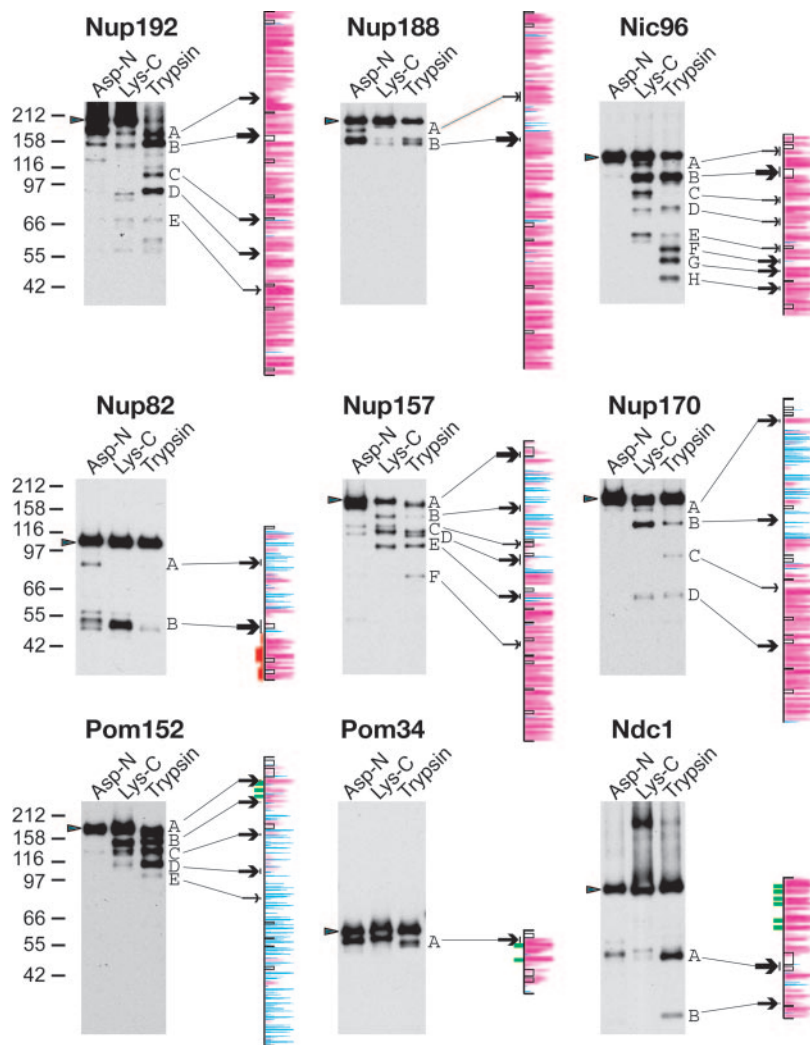 Nup192
Asp-N Lys-C Trypsin
212
158
116
97
66
55
42
A
B
C
D
E
Nup188
Asp-N Lys-C Trypsin
A
B
Nic96
Asp-N Lys-C Trypsin
A
B
C
D
E
F
G
H
Nup82
Asp-N Lys-C Trypsin
212
158
116
97
66
55
42
A
B
Nup157
Asp-N Lys-C Trypsin
A
B
C
D
E
F
Nup170
Asp-N Lys-C Trypsin
A
B
C
D
Pom152
Asp-N Lys-C Trypsin
212
158
116
97
66
55
42
A
B
C
D
E
Pom34
Asp-N Lys-C Trypsin
A
Ndc1
Asp-N Lys-C Trypsin
A
B